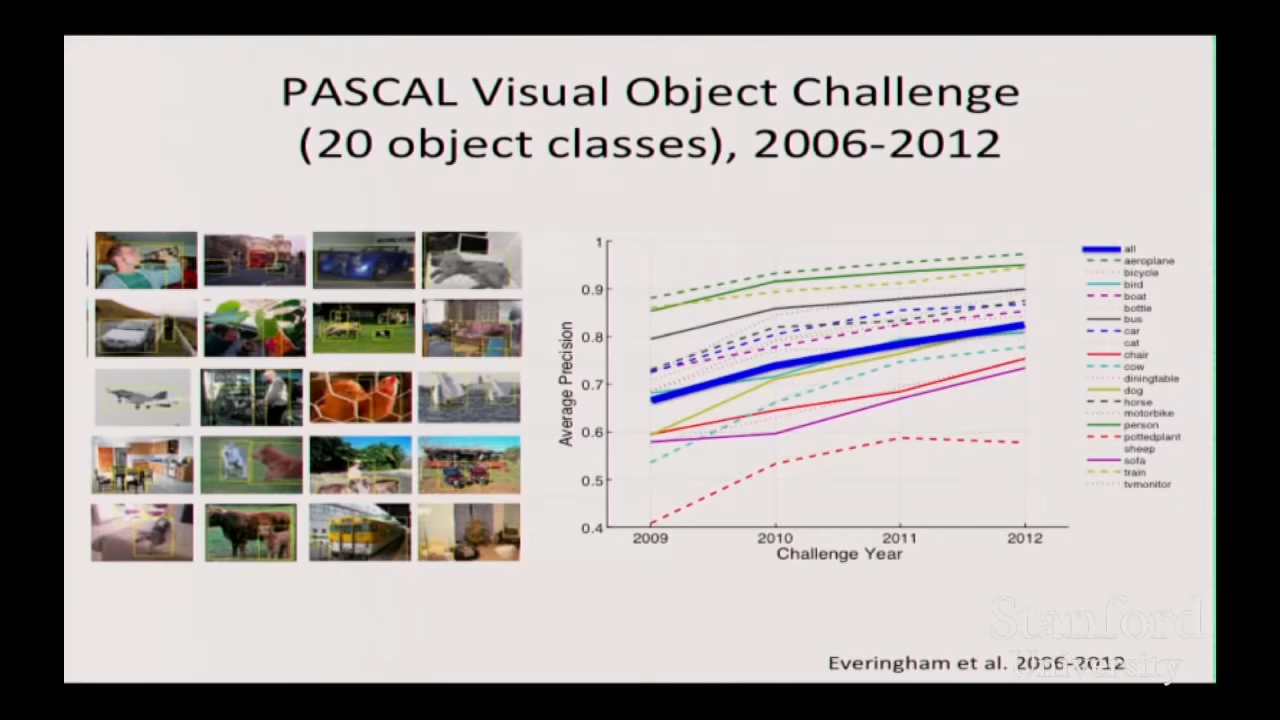 PASCAL Visual Object Challenge
(20 object classes), 2006-2012
Average Precision
1
0.9
0.8
0.7
0.6
0.5
0.4
2009 2010 2011 2012
Challenge Year
all
aeroplane
bicycle
bird
boat
bottle
bus
car
cat
chair
cow
diningtable
dog
horse
motorbike
person
pottedplant
sheep
sofa
train
tvmonitor
Stanford
University
Everingham et al. 2006-2012